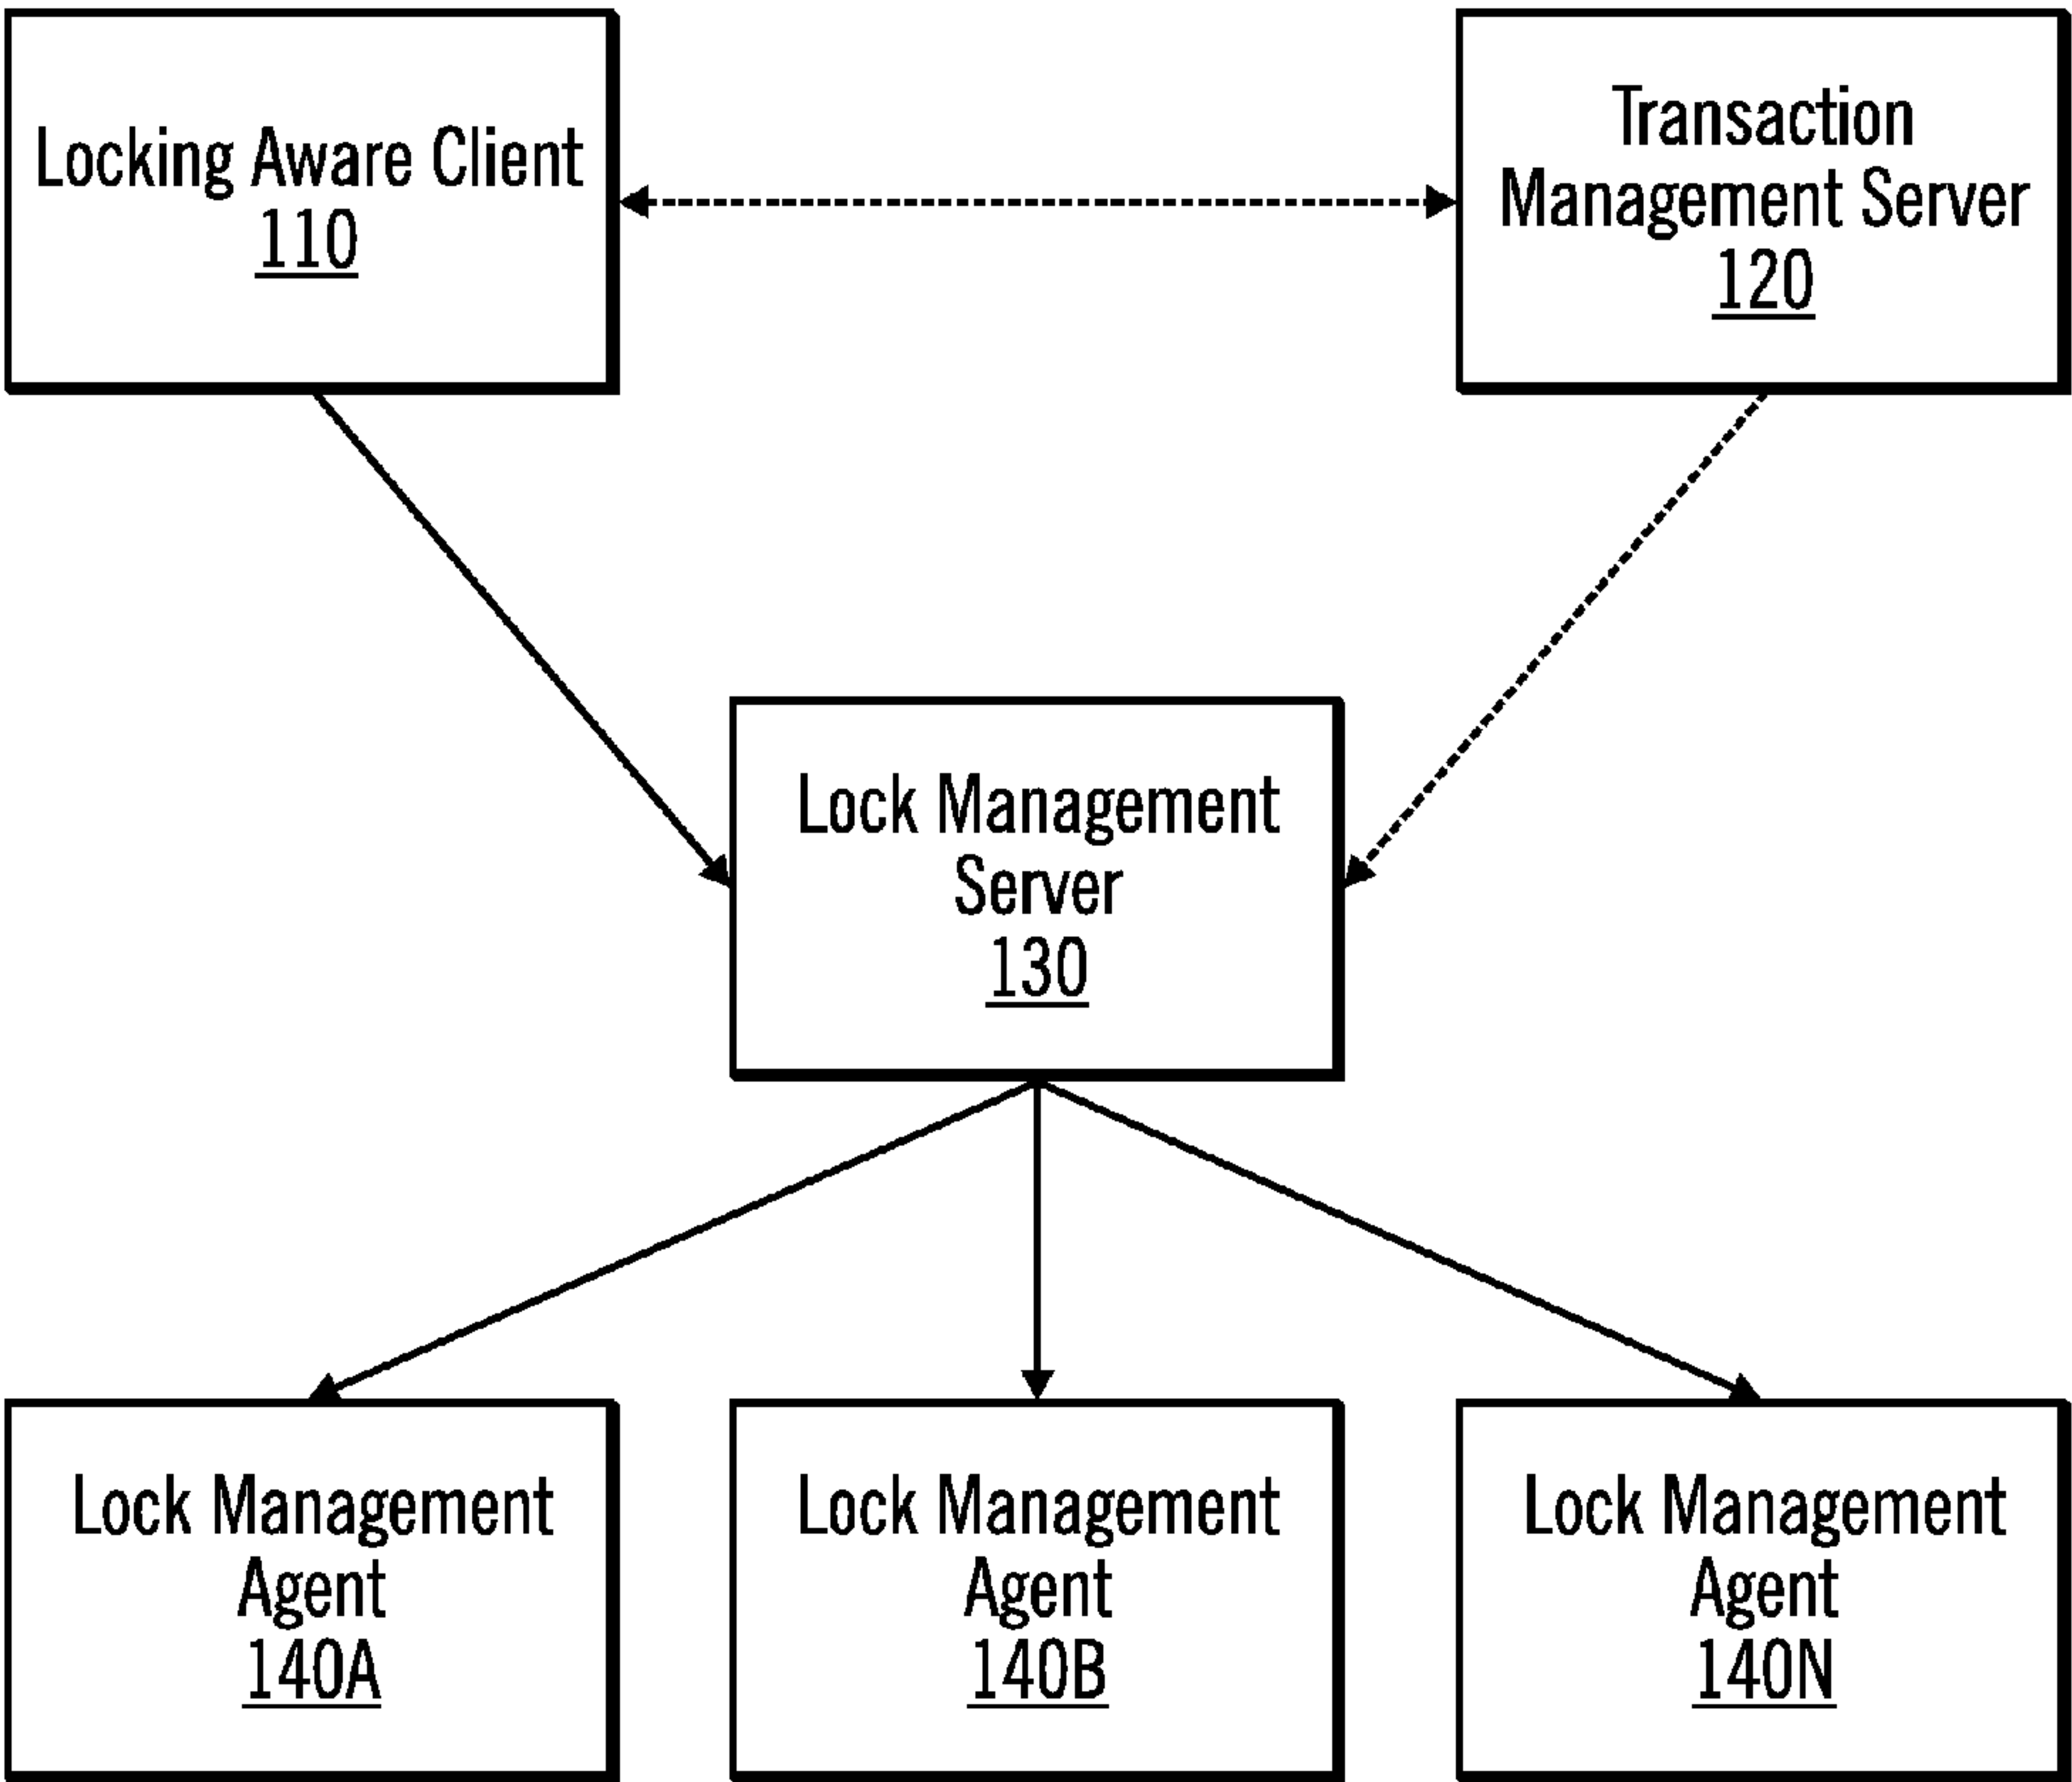 Locking Aware Client
110
Transaction
Management Server
120
Lock Management
Server
130
Lock Management
Agent
140A
Lock Management
Agent
140B
Lock Management
Agent
140N